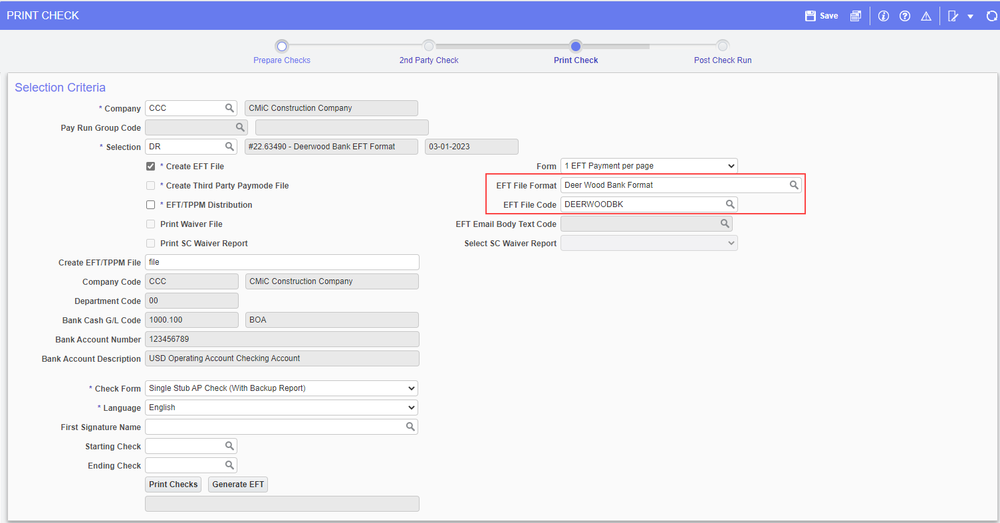 PRINT CHECK Save
Prepare Checks 2nd Party Check Print Check Post Check Run
Selection Criteria
* Company CCC CMiC Construction Company
Pay Run Group Code
* Selection DR #22.63490 - Deerwood Bank EFT Format 03-01-2023
* Create EFT File Form 1 EFT Payment per page
* Create Third Party Paymode File EFT File Format Deer Wood Bank Format
* EFT/TPPM Distribution EFT File Code DEERWOODBK
Print Waiver File EFT Email Body Text Code
Print SC Waiver Report Select SC Waiver Report
Create EFT/TPPM File file
Company Code CCC CMiC Construction Company
Department Code 00
Bank Cash G/L Code 1000.100 BOA
Bank Account Number 123456789
Bank Account Description USD Operating Account Checking Account
* Check Form Single Stub AP Check (With Backup Report)
* Language English
First Signature Name
Starting Check
Ending Check
Print Checks Generate EFT